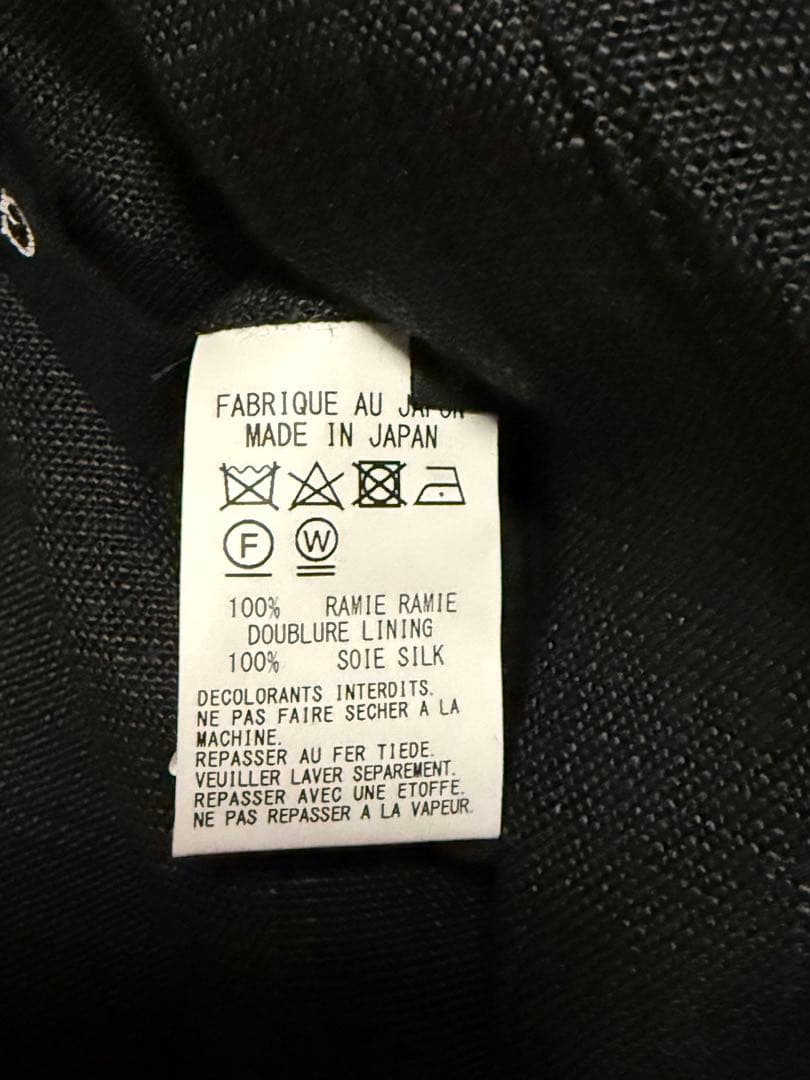 FABRIQUE AU JAPON
MADE IN JAPAN
F W
100% RAMIE RAMIE
DOUBLURE LINING
100% SOIE SILK
DECOLORANTS INTERDITS.
NE PAS FAIRE SECHER A LA
MACHINE.
REPASSER AU FER TIEDE.
VEUILLER LAVER SEPAREMENT.
REPASSER AVEC UNE ETOFFE.
NE PAS REPASSER A LA VAPEUR.